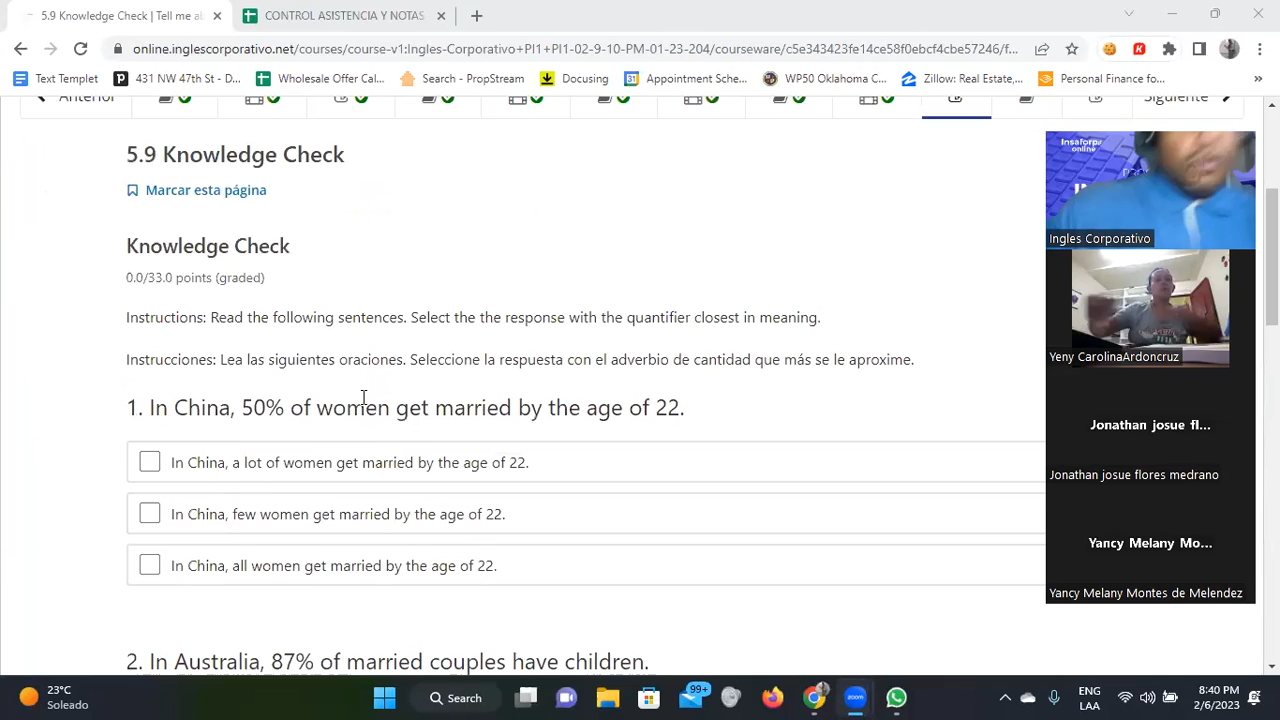 5.9 Knowledge Check | Tell me ab
CONTROL ASISTENCIA Y NOTAS
online.inglescorporativo.net/courses/course-v1:Ingles-Corporativo+PI1+PI1-02-9-10-PM-01-23-204/courseware/c5e343423fe14ce58f0ebcf4cbe57246/f...
Text Templet
431 NW 47th St - D...
Wholesale Offer Cal...
Search - PropStream
Docusing
Appointment Sche...
WP50 Oklahoma C...
Zillow: Real Estate,...
Personal Finance fo...
»
Anterior
Siguiente
5.9 Knowledge Check
Marcar esta página
Knowledge Check
0.0/33.0 points (graded)
Instructions: Read the following sentences. Select the the response with the quantifier closest in meaning.
Instrucciones: Lea las siguientes oraciones. Seleccione la respuesta con el adverbio de cantidad que más se le aproxime.
1. In China, 50% of women get married by the age of 22.
In China, a lot of women get married by the age of 22.
In China, few women get married by the age of 22.
In China, all women get married by the age of 22.
2. In Australia, 87% of married couples have children.
Insaforp
online
Ingles Corporativo
Yeny CarolinaArdoncruz
Jonathan josue fl...
Jonathan josue flores medrano
Yancy Melany Mo...
Yancy Melany Montes de Melendez
23°C
Soleado
Search
99+
zoom
ENG
LAA
8:40 PM
2/6/2023